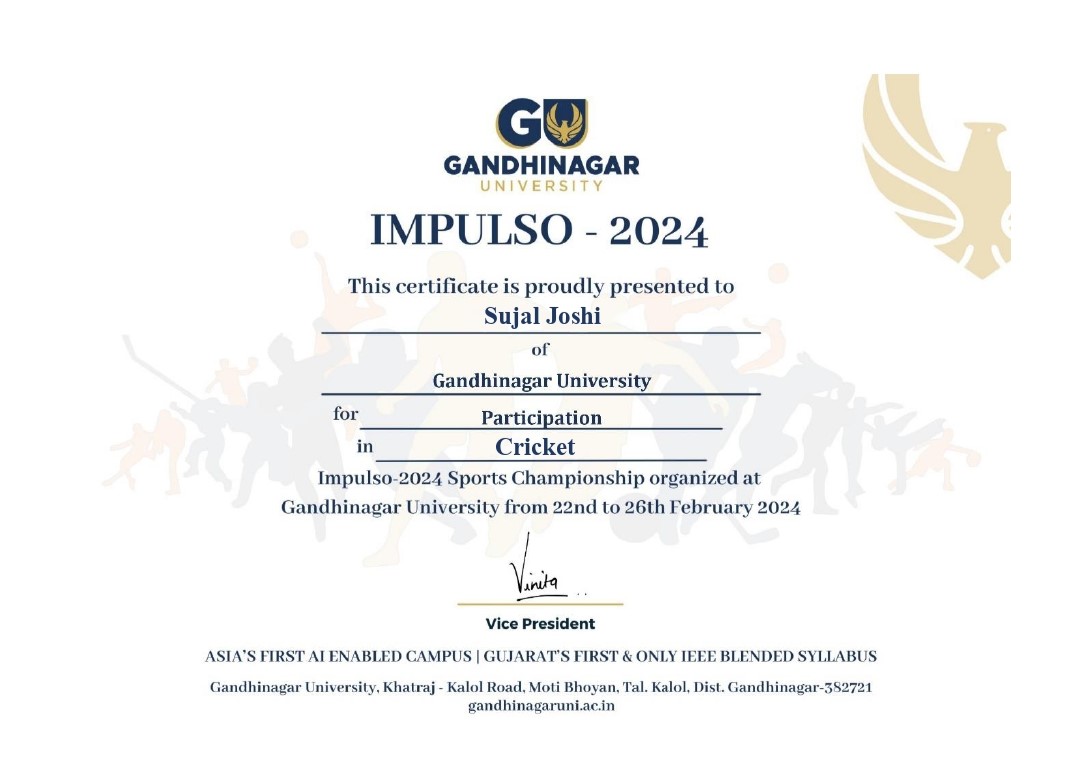 GU
GANDHINAGAR
UNIVERSITY
IMPULSO - 2024
This certificate is proudly presented to
Sujal Joshi
of
Gandhinagar University
for Participation
in Cricket
Impulso-2024 Sports Championship organized at
Gandhinagar University from 22nd to 26th February 2024
Vinita
Vice President
ASIA'S FIRST AI ENABLED CAMPUS | GUJARAT'S FIRST & ONLY IEEE BLENDED SYLLABUS
Gandhinagar University, Khatraj - Kalol Road, Moti Bhoyan, Tal. Kalol, Dist. Gandhinagar-382721
gandhinagaruni.ac.in